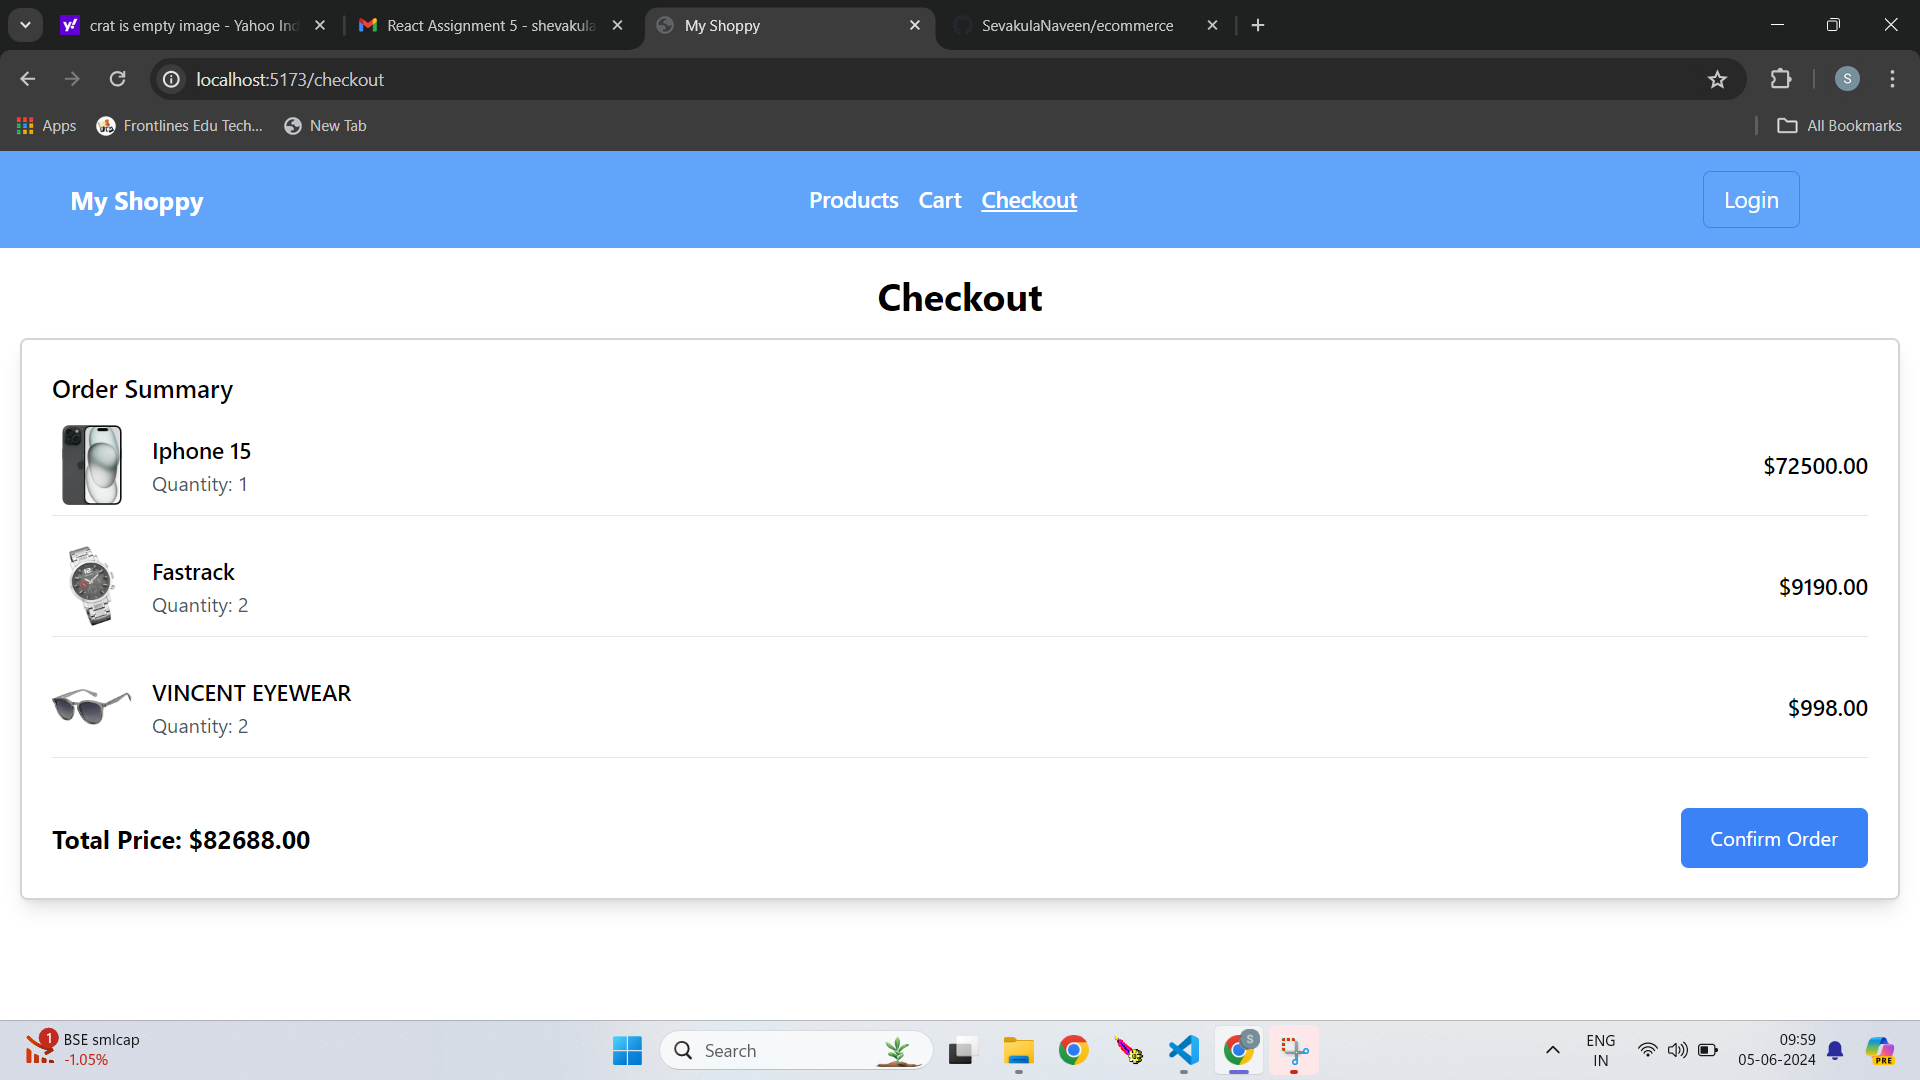 crat is empty image - Yahoo Ind
React Assignment 5 - shevakula
My Shoppy
SevakulaNaveen/ecommerce
localhost:5173/checkout
S
Apps
Frontlines Edu Tech...
New Tab
All Bookmarks
My Shoppy
Products
Cart
Checkout
Login
Checkout
Order Summary
Iphone 15
Quantity: 1
$72500.00
Fastrack
Quantity: 2
$9190.00
VINCENT EYEWEAR
Quantity: 2
$998.00
Total Price: $82688.00
Confirm Order
1
BSE smlcap
-1.05%
Search
S
ENG
IN
09:59
05-06-2024
PRE